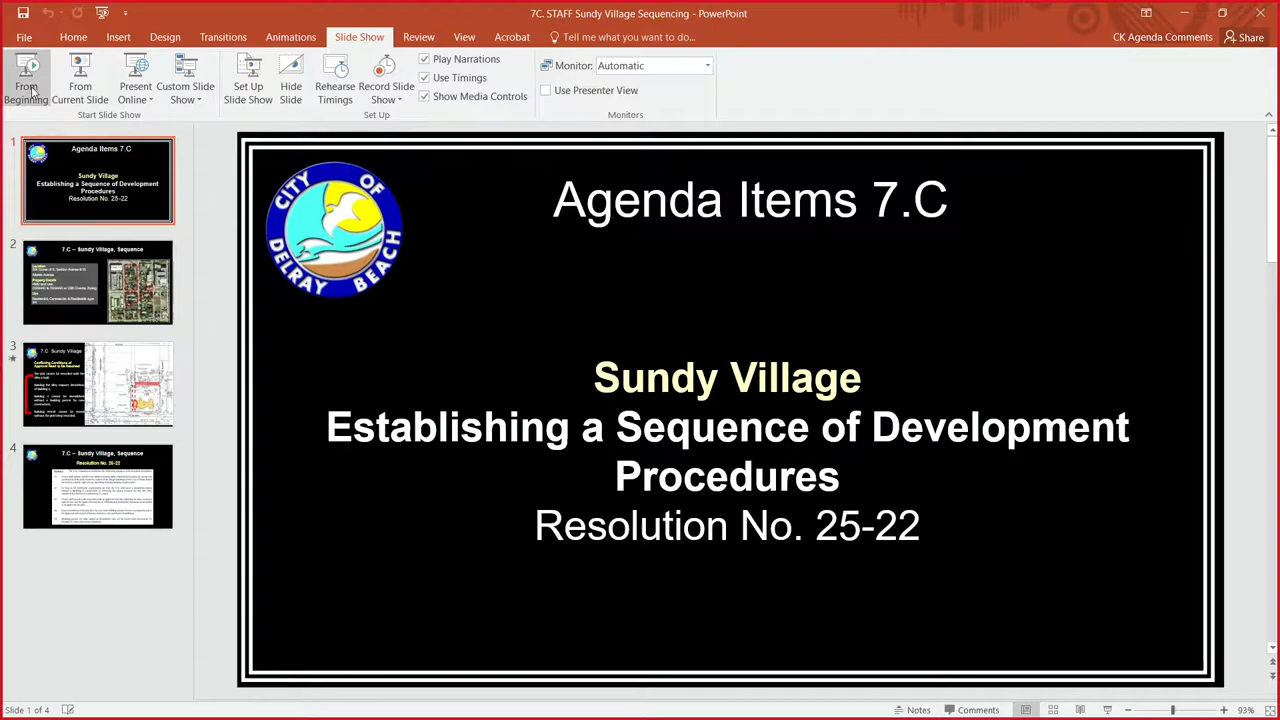 7C. STAFF Sundy Village Sequencing - PowerPoint
File Home Insert Design Transitions Animations Slide Show Review View Acrobat Tell me what you want to do... CK Agenda Comments Share
From Beginning
From Current Slide
Present Online
Custom Slide Show
Start Slide Show
Set Up Slide Show
Hide Slide
Rehearse Timings
Record Slide Show
Play Narrations
Use Timings
Show Media Controls
Set Up
Monitor: Automatic
Use Presenter View
Monitors
1
Agenda Items 7.C
Sundy Village
Establishing a Sequence of Development
Procedures
Resolution No. 25-22
2
7.C – Sundy Village, Sequence
3
7.C Sundy Village
4
7.C – Sundy Village, Sequence
Resolution No. 25-22
CITY OF
DELRAY BEACH
Agenda Items 7.C
Sundy Village
Establishing a Sequence of Development
Procedures
Resolution No. 25-22
Slide 1 of 4
Notes Comments 93%